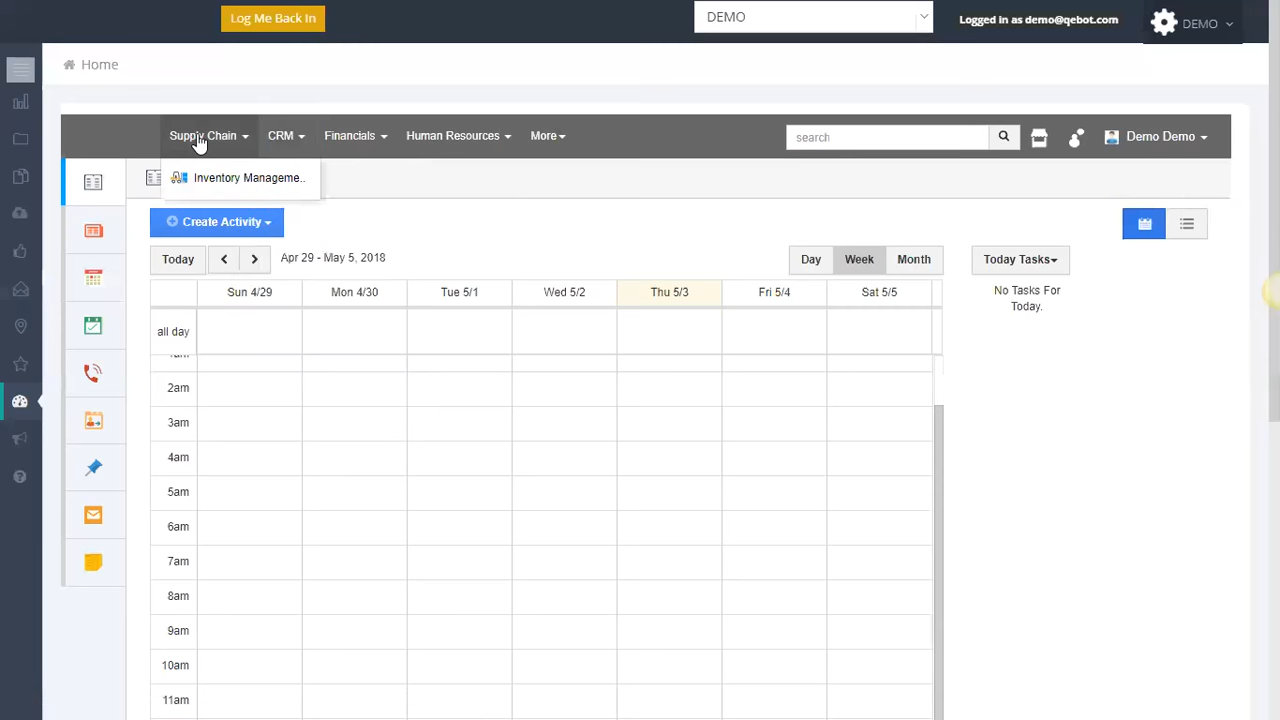 Log Me Back In
DEMO
Logged in as demo@qebot.com
DEMO
Home
Supply Chain CRM Financials Human Resources More
search
Demo Demo
Inventory Manageme..
Create Activity
Today
Apr 29 - May 5, 2018
Day Week Month
Today Tasks
Sun 4/29 Mon 4/30 Tue 5/1 Wed 5/2 Thu 5/3 Fri 5/4 Sat 5/5
No Tasks For
Today.
all day
2am
3am
4am
5am
6am
7am
8am
9am
10am
11am